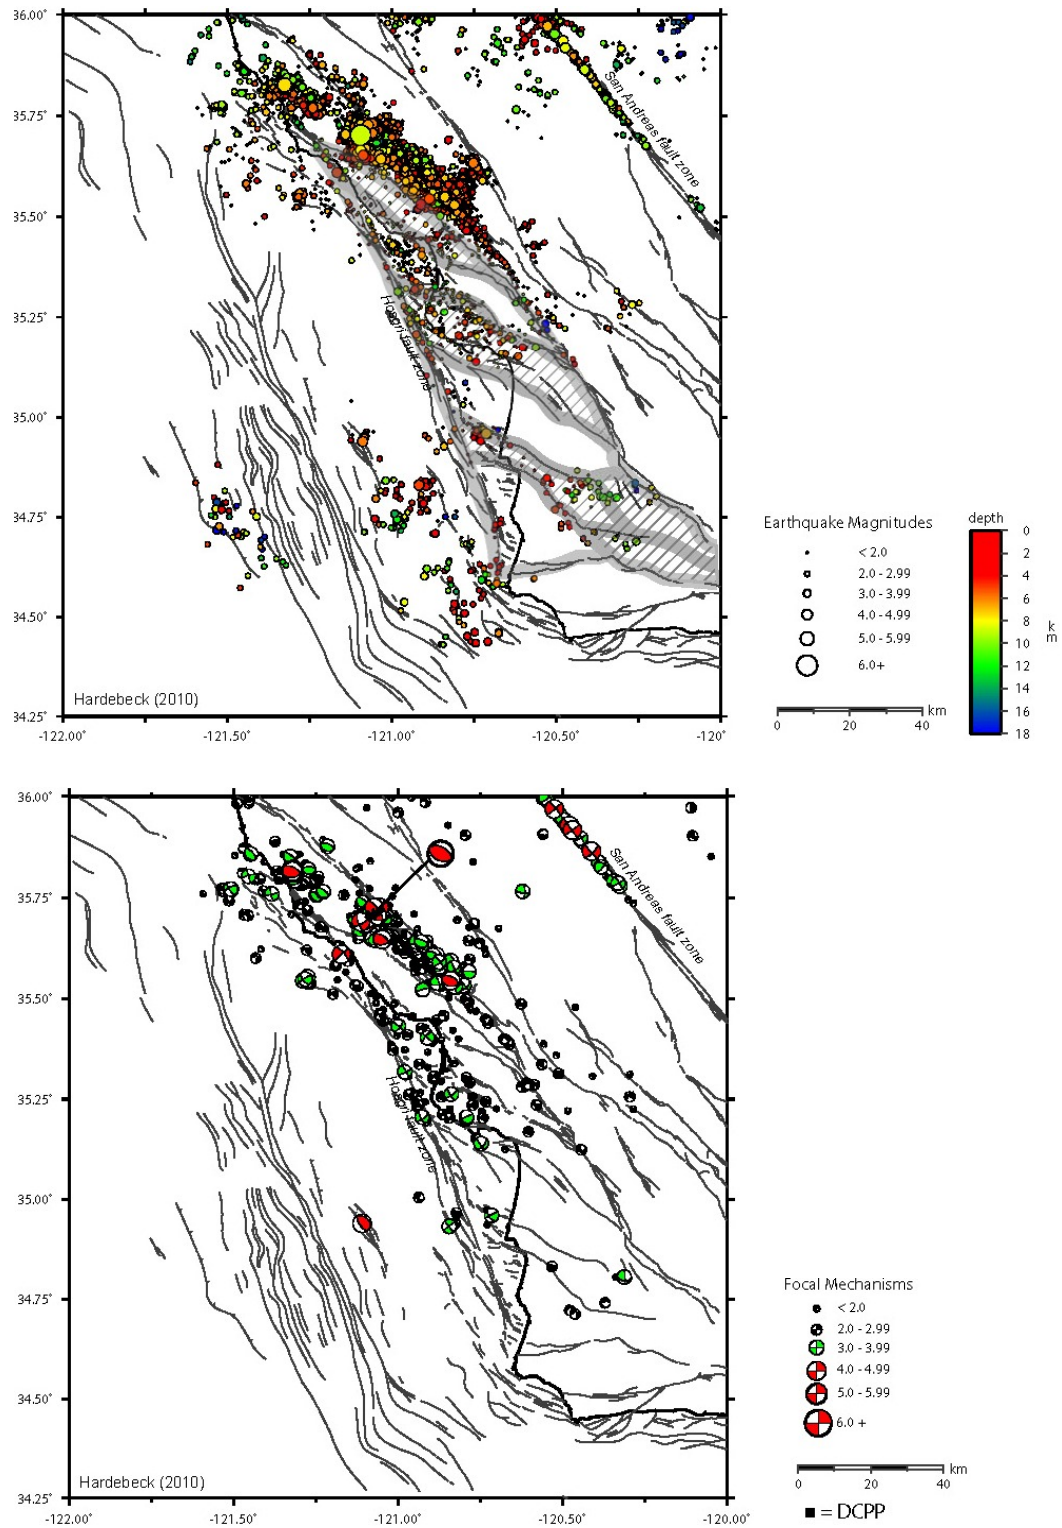 36.00°
35.75°
35.50°
35.25°
35.00°
34.75°
34.50°
34.25°
-122.00°
-121.50°
-121.00°
-120.50°
-120°
San Andreas fault zone
Hosgri fault zone
Hardebeck (2010)
Earthquake Magnitudes
< 2.0
2.0 - 2.99
3.0 - 3.99
4.0 - 4.99
5.0 - 5.99
6.0+
0 20 40 km
depth
0
2
4
6
8
10
12
14
16
18
k
m
36.00°
35.75°
35.50°
35.25°
35.00°
34.75°
34.50°
34.25°
-122.00°
-121.50°
-121.00°
-120.50°
-120.00°
San Andreas fault zone
Hosgri fault zone
Hardebeck (2010)
Focal Mechanisms
< 2.0
2.0 - 2.99
3.0 - 3.99
4.0 - 4.99
5.0 - 5.99
6.0 +
km
0 20 40
= DCPP